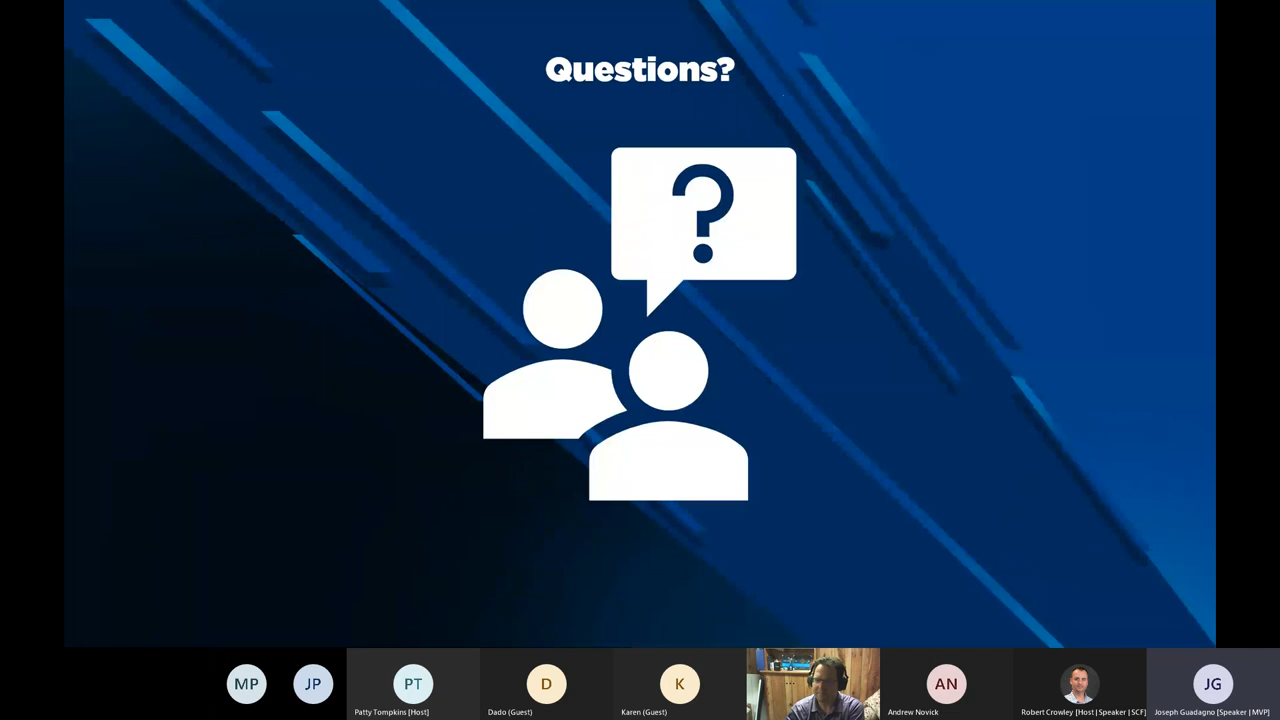 Questions?
?
MP
JP
PT
D
K
AN
JG
Patty Tompkins [Host]
Dado (Guest)
Karen (Guest)
Andrew Novick
Robert Crowley [Host | Speaker | SCF]
Joseph Guadagno [Speaker | MVP]